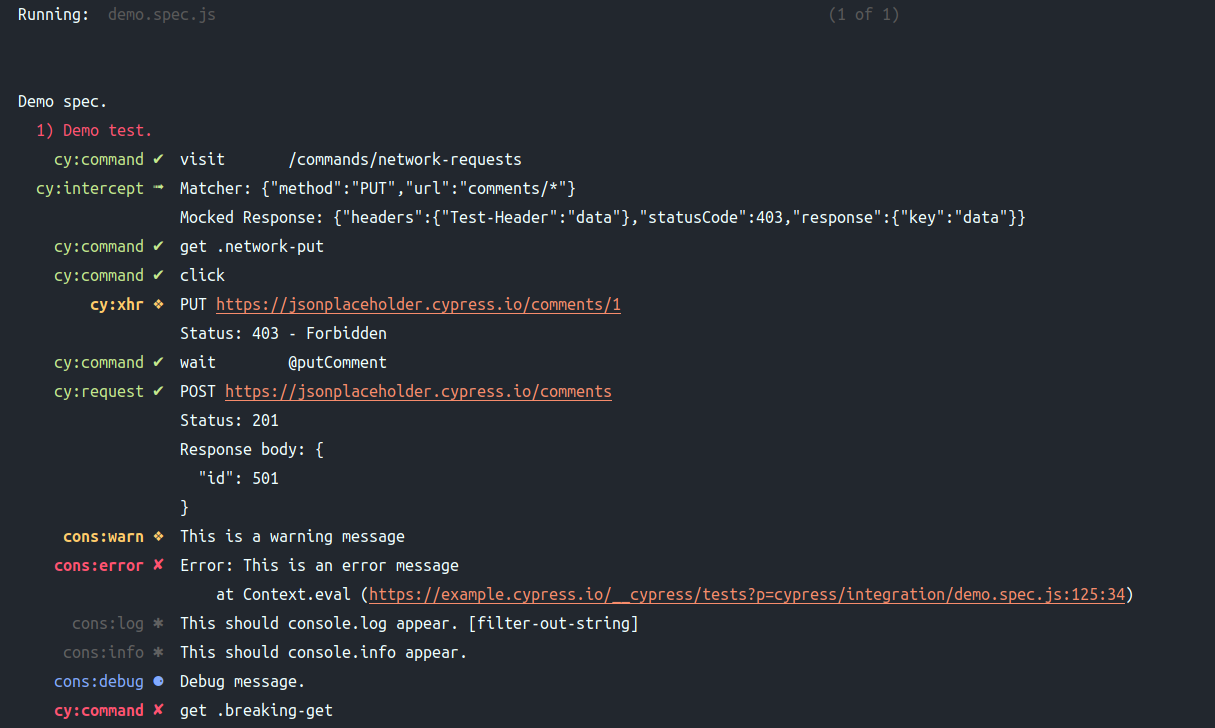 Running:  demo.spec.js (1 of 1)
Demo spec.
1) Demo test.
cy:command ✔ visit /commands/network-requests
cy:intercept ➟ Matcher: {"method":"PUT","url":"comments/*"}
Mocked Response: {"headers":{"Test-Header":"data"},"statusCode":403,"response":{"key":"data"}}
cy:command ✔ get .network-put
cy:command ✔ click
cy:xhr ❖ PUT https://jsonplaceholder.cypress.io/comments/1
Status: 403 - Forbidden
cy:command ✔ wait @putComment
cy:request ✔ POST https://jsonplaceholder.cypress.io/comments
Status: 201
Response body: {
"id": 501
}
cons:warn ❖ This is a warning message
cons:error ✘ Error: This is an error message
at Context.eval (https://example.cypress.io/__cypress/tests?p=cypress/integration/demo.spec.js:125:34)
cons:log ✱ This should console.log appear. [filter-out-string]
cons:info ✱ This should console.info appear.
cons:debug ⚈ Debug message.
cy:command ✘ get .breaking-get